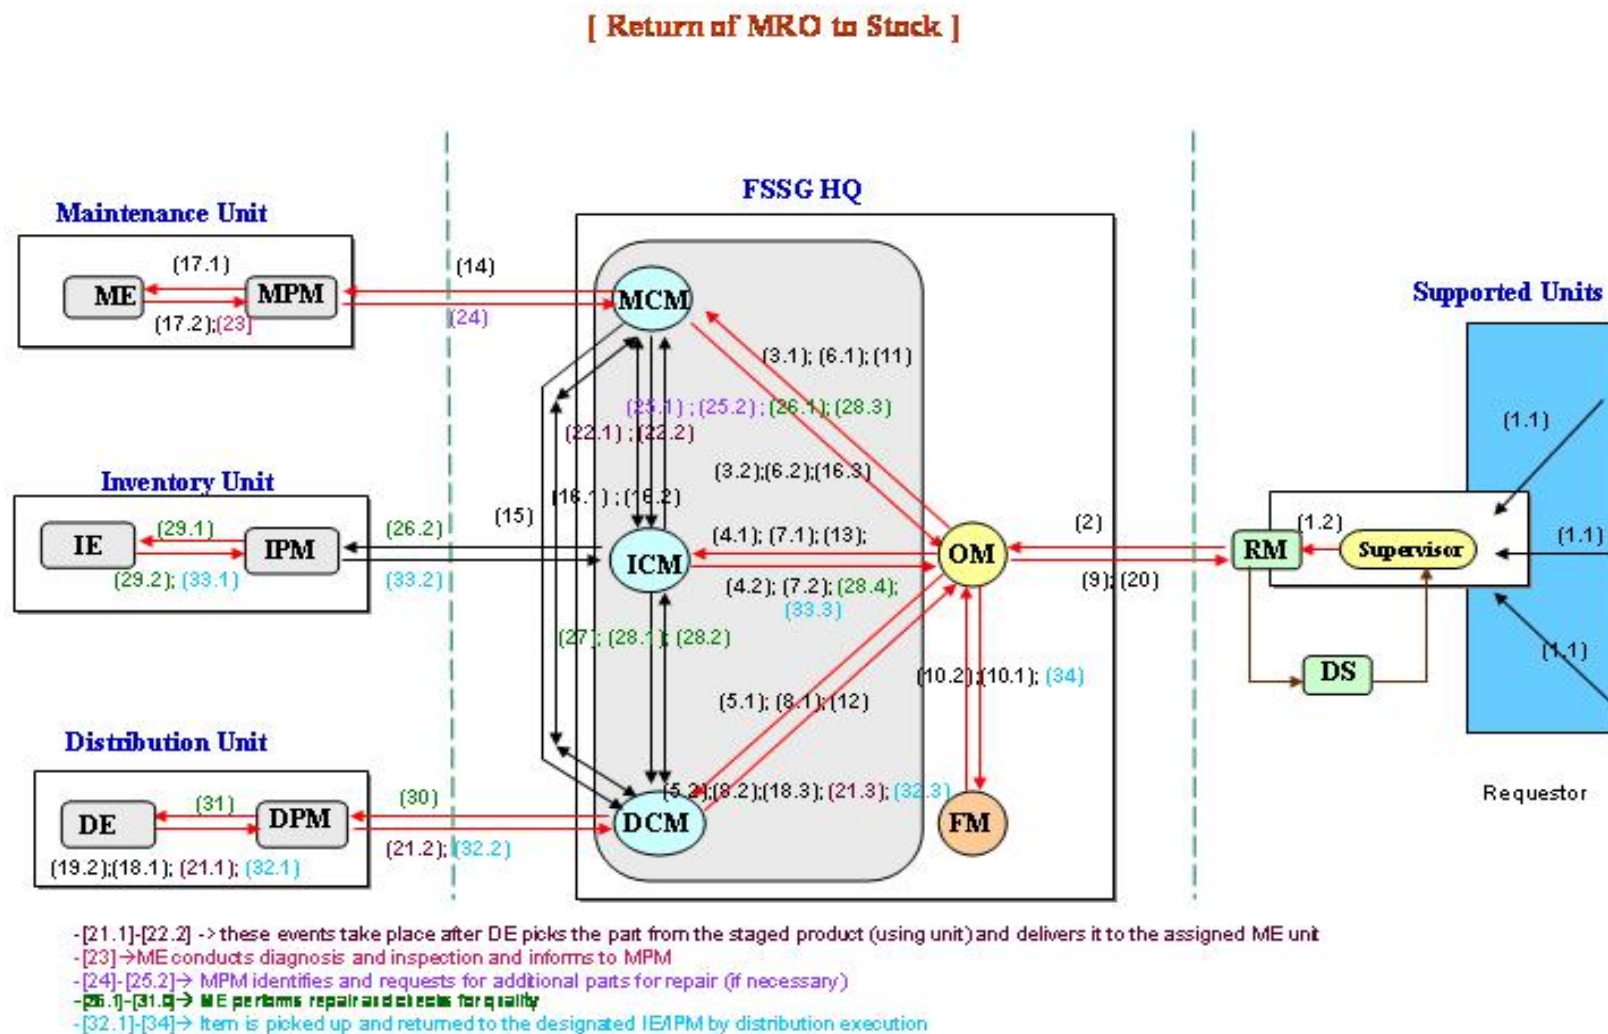 [ Return of MRO to Stock ]
FSSG HQ
Maintenance Unit
(17.1)
ME
MPM
(17.2);(23]
(14)
(24)
MCM
Supported Units
(3.1); (6.1); (11)
(25.1) ; (25.2) ; (26.1); (28.3)
(22.1) ; (22.2)
(3.2);(6.2);(16.3)
(16.1) ; (16.2)
(15)
(1.1)
(1.1)
(1.1)
Inventory Unit
(29.1)
IE
IPM
(29.2); (33.1)
(26.2)
(33.2)
ICM
(4.1); (7.1); (13);
(4.2); (7.2); (28.4);
(33.3)
OM
(2)
(9); (20)
RM
(1.2)
Supervisor
DS
(27]; (28.1); (28.2)
(10.2);(10.1); (34)
(5.1); (8.1); (12)
(5.2);(8.2);(18.3); (21.3); (32.3)
Distribution Unit
(31)
DE
DPM
(19.2);(18.1); (21.1); (32.1)
(30)
(21.2); (32.2)
DCM
FM
Requestor
-[21.1]-[22.2] -> these events take place after DE picks the part from the staged product (using unit) and delivers it to the assigned ME unit
-[23] →ME conducts diagnosis and inspection and informs to MPM
-[24]-[25.2]→ MPM identifies and requests for additional parts for repair (if necessary)
→ ME performs repair and checks for quality
-[32.1]-[34]→ Item is picked up and returned to the designated IE/IPM by distribution execution